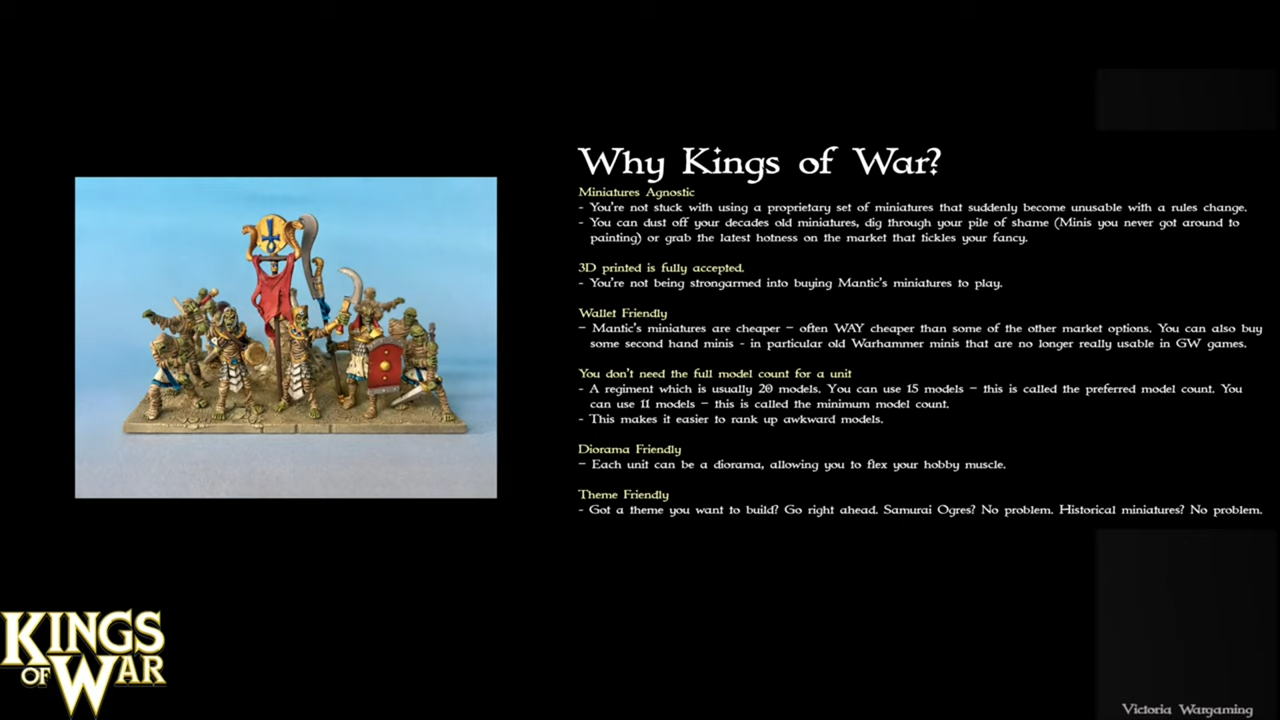 Why Kings of War?
Miniatures Agnostic
- You're not stuck with using a proprietary set of miniatures that suddenly become unusable with a rules change.
- You can dust off your decades old miniatures, dig through your pile of shame (Minis you never got around to
painting) or grab the latest hotness on the market that tickles your fancy.
3D printed is fully accepted.
- You're not being strongarmed into buying Mantic's miniatures to play.
Wallet Friendly
– Mantic's miniatures are cheaper – often WAY cheaper than some of the other market options. You can also buy
some second hand minis - in particular old Warhammer minis that are no longer really usable in GW games.
You don't need the full model count for a unit
- A regiment which is usually 20 models. You can use 15 models – this is called the preferred model count. You
can use 11 models – this is called the minimum model count.
- This makes it easier to rank up awkward models.
Diorama Friendly
– Each unit can be a diorama, allowing you to flex your hobby muscle.
Theme Friendly
- Got a theme you want to build? Go right ahead. Samurai Ogres? No problem. Historical miniatures? No problem.
KINGS
OF WAR
Victoria Wargaming